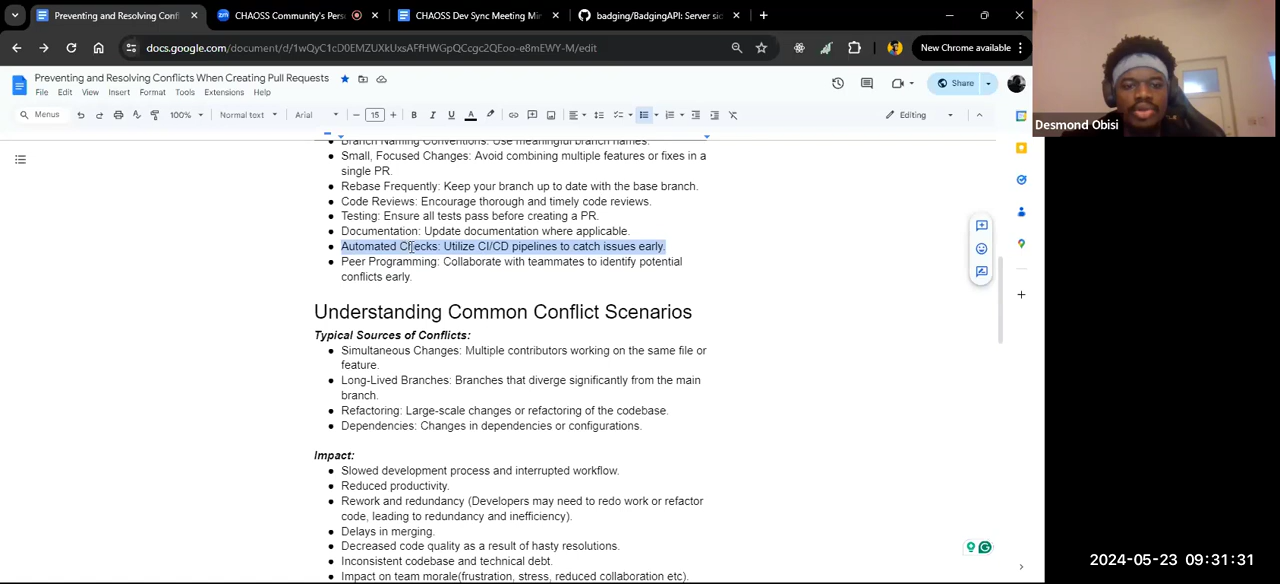 Preventing and Resolving Confl
CHAOSS Community's Pers
CHAOSS Dev Sync Meeting Min
badging/BadgingAPI: Server sid
docs.google.com/document/d/1wQyC1cD0EMZUXkUxsAFfHWGpQCcgc2QEoo-e8mEWY-M/edit
New Chrome available
Preventing and Resolving Conflicts When Creating Pull Requests
File Edit View Insert Format Tools Extensions Help
Share
Menus
100%
Normal text
Arial
15
Editing
Desmond Obisi
Branch Naming Conventions: Use meaningful branch names.
Small, Focused Changes: Avoid combining multiple features or fixes in a
single PR.
Rebase Frequently: Keep your branch up to date with the base branch.
Code Reviews: Encourage thorough and timely code reviews.
Testing: Ensure all tests pass before creating a PR.
Documentation: Update documentation where applicable.
Automated Checks: Utilize CI/CD pipelines to catch issues early.
Peer Programming: Collaborate with teammates to identify potential
conflicts early.
Understanding Common Conflict Scenarios
Typical Sources of Conflicts:
Simultaneous Changes: Multiple contributors working on the same file or
feature.
Long-Lived Branches: Branches that diverge significantly from the main
branch.
Refactoring: Large-scale changes or refactoring of the codebase.
Dependencies: Changes in dependencies or configurations.
Impact:
Slowed development process and interrupted workflow.
Reduced productivity.
Rework and redundancy (Developers may need to redo work or refactor
code, leading to redundancy and inefficiency).
Delays in merging.
Decreased code quality as a result of hasty resolutions.
Inconsistent codebase and technical debt.
Impact on team morale(frustration, stress, reduced collaboration etc).
2024-05-23 09:31:31